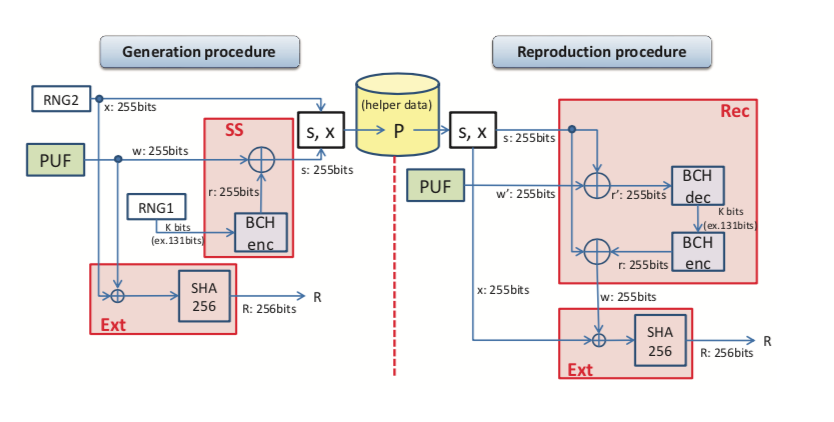 Generation procedure
RNG2
x: 255bits
PUF
w: 255bits
SS
r: 255bits
RNG1
K bits
(ex.131bits)
BCH
enc
s, x
s: 255bits
SHA
256
Ext
R: 256bits
R
(helper data)
P
Reproduction procedure
s, x
s: 255bits
Rec
PUF
w’: 255bits
r’: 255bits
BCH
dec
K bits
(ex.131bits)
BCH
enc
r: 255bits
x: 255bits
w: 255bits
SHA
256
Ext
R: 256bits
R